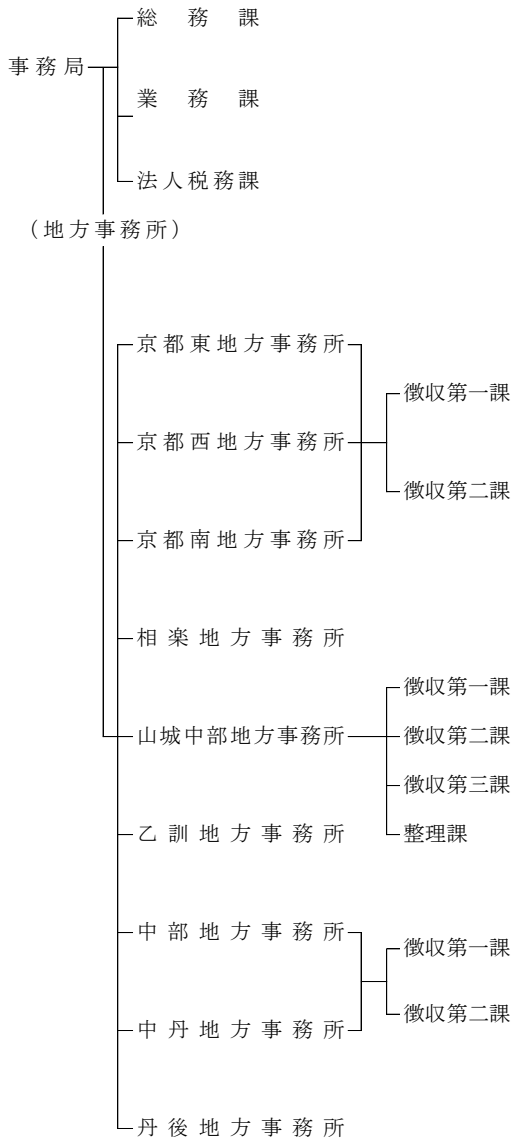 総務課
事務局
業務課
法人税務課
(地方事務所)
京都東地方事務所
徴収第一課
京都西地方事務所
徴収第二課
京都南地方事務所
相楽地方事務所
徴収第一課
山城中部地方事務所
徴収第二課
徴収第三課
乙訓地方事務所
整理課
中部地方事務所
徴収第一課
徴収第二課
中丹地方事務所
丹後地方事務所